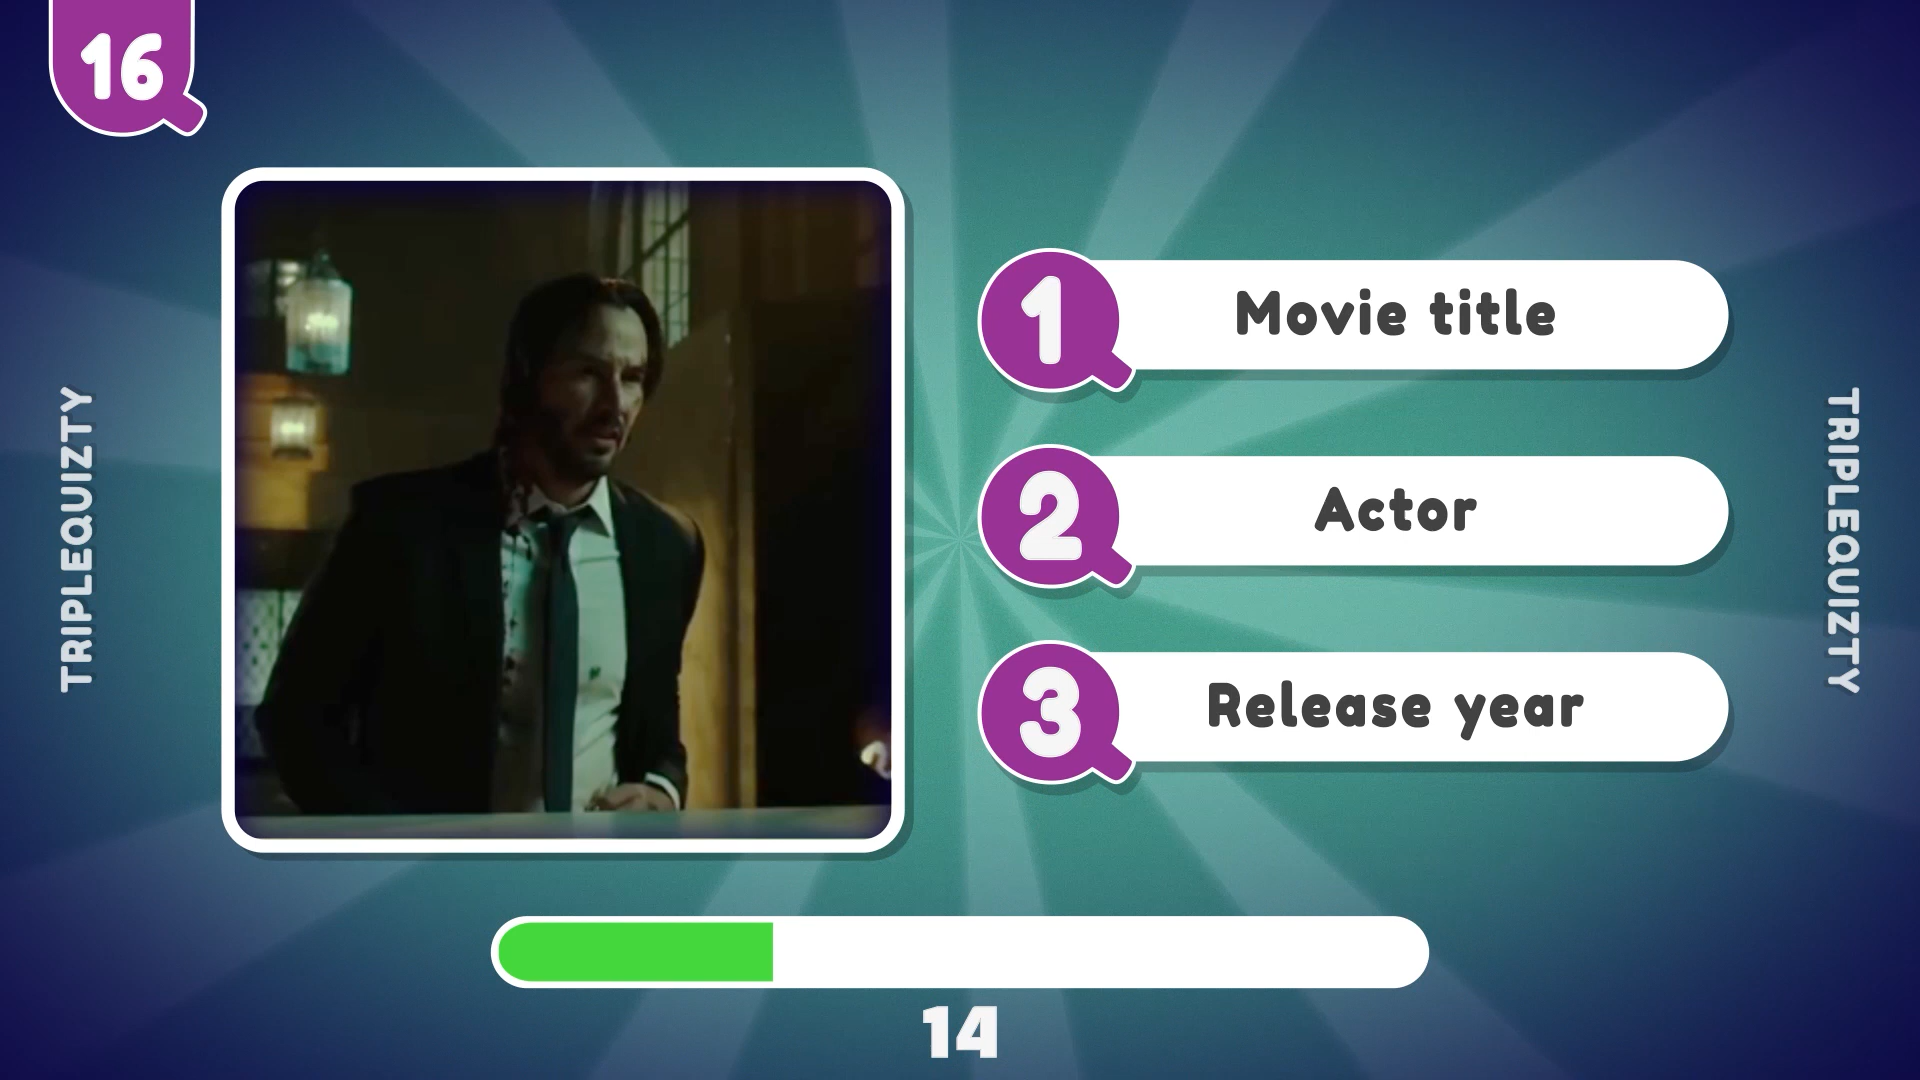 16
TRIPLEQUIZTY
1
Movie title
2
Actor
3
Release year
TRIPLEQUIZTY
14